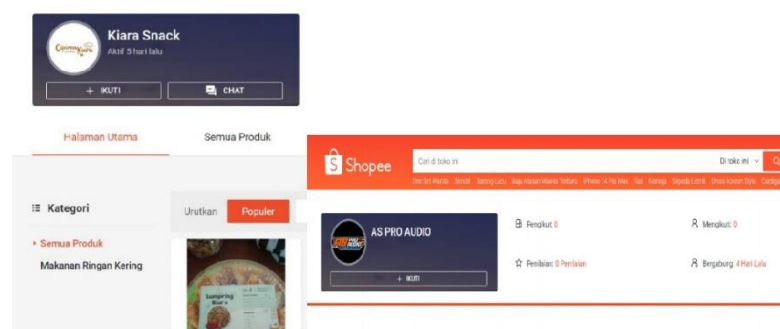 Kiara Snack
Aktif 5 hari lalu
+ IKUTI
CHAT
Halaman Utama
Semua Produk
Kategori
Urutkan
Populer
Semua Produk
Makanan Ringan Kering
Shopee
Cari di toko ini
Di toko ini
AS PRO AUDIO
+ IKUTI
Pengikut 0
Mengikuti: 0
Penilaian: 0 Penilaian
Bergabung: 4 Hari Lalu